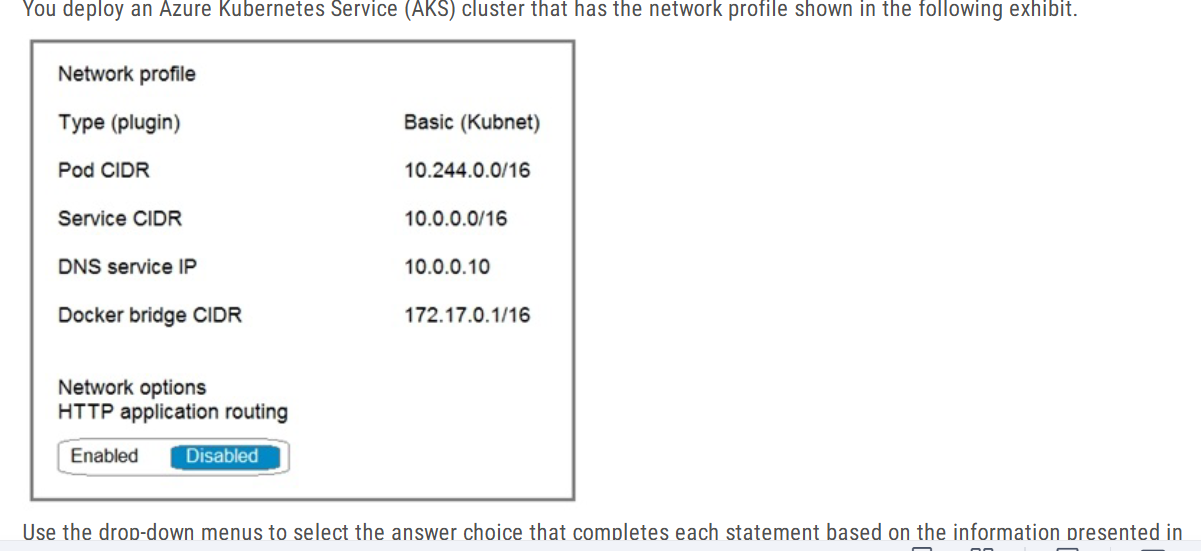 You deploy an Azure Kubernetes Service (AKS) cluster that has the network profile shown in the following exhibit.
Network profile
Type (plugin) Basic (Kubnet)
Pod CIDR 10.244.0.0/16
Service CIDR 10.0.0.0/16
DNS service IP 10.0.0.10
Docker bridge CIDR 172.17.0.1/16
Network options
HTTP application routing
Enabled Disabled
Use the drop-down menus to select the answer choice that completes each statement based on the information presented in